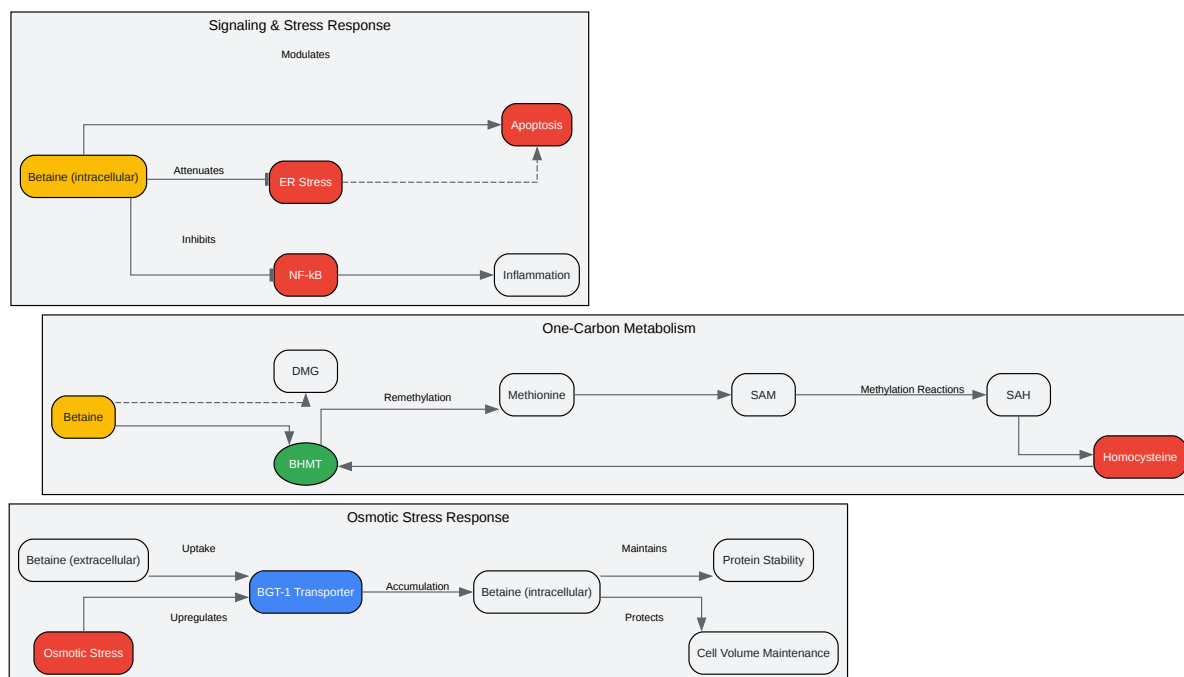 Signaling & Stress Response
Modulates
Apoptosis
Betaine (intracellular)
Attenuates
ER Stress
Inhibits
NF-kB
Inflammation
One-Carbon Metabolism
DMG
Remethylation
Methionine
SAM
Methylation Reactions
SAH
Betaine
BHMT
Homocysteine
Osmotic Stress Response
Betaine (extracellular)
Uptake
BGT-1 Transporter
Accumulation
Betaine (intracellular)
Maintains
Protein Stability
Upregulates
Protects
Osmotic Stress
Cell Volume Maintenance